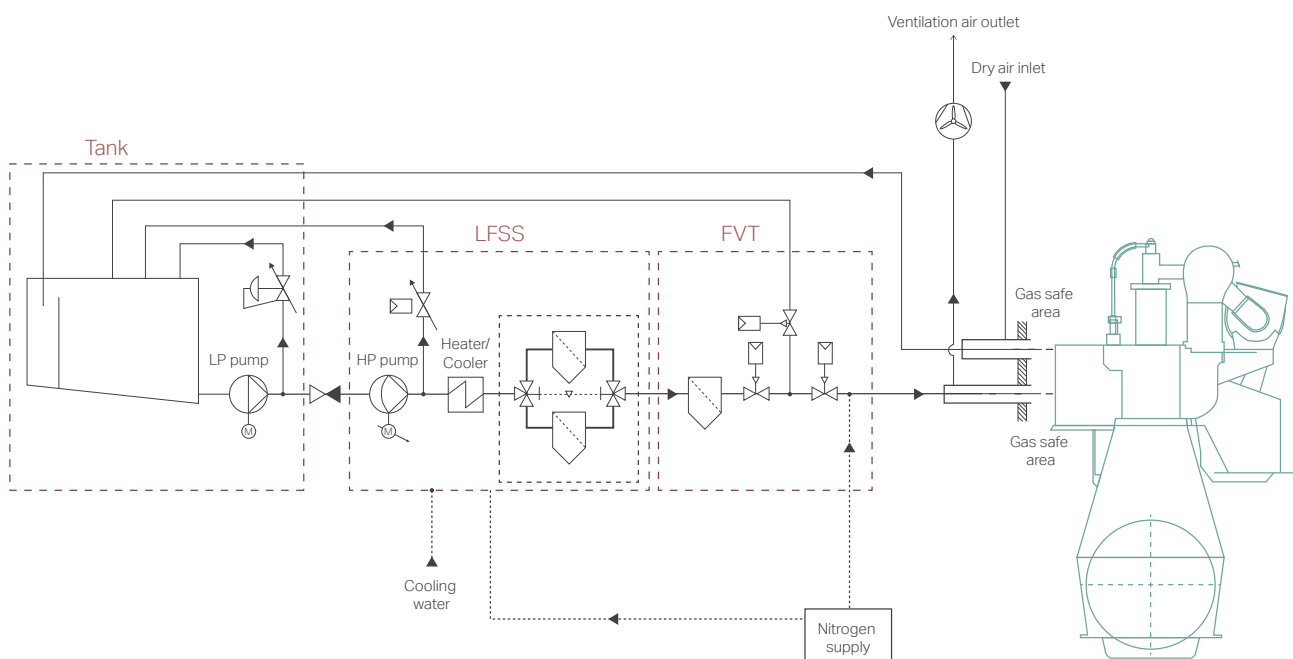 Ventilation air outlet
Dry air inlet
Tank
LFSS
FVT
Gas safe
area
LP pump
HP pump
Heater/
Cooler
M
M
Gas safe
area
Cooling
water
Nitrogen
supply